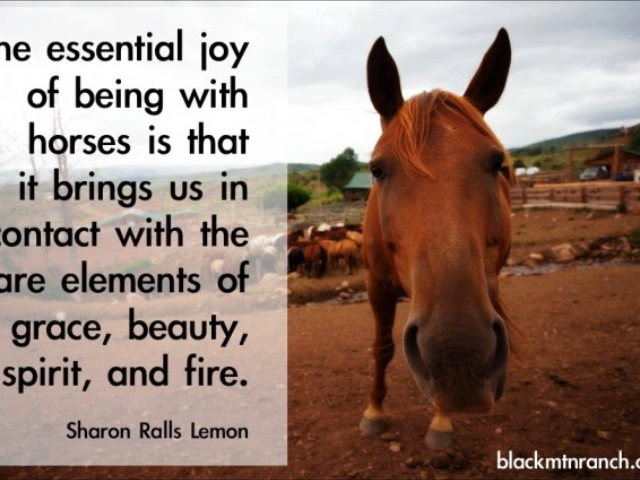 he essential joy
of being with
horses is that
it brings us in
contact with the
are elements of
grace, beauty,
spirit, and fire.
Sharon Ralls Lemon
blackmtnranch.c